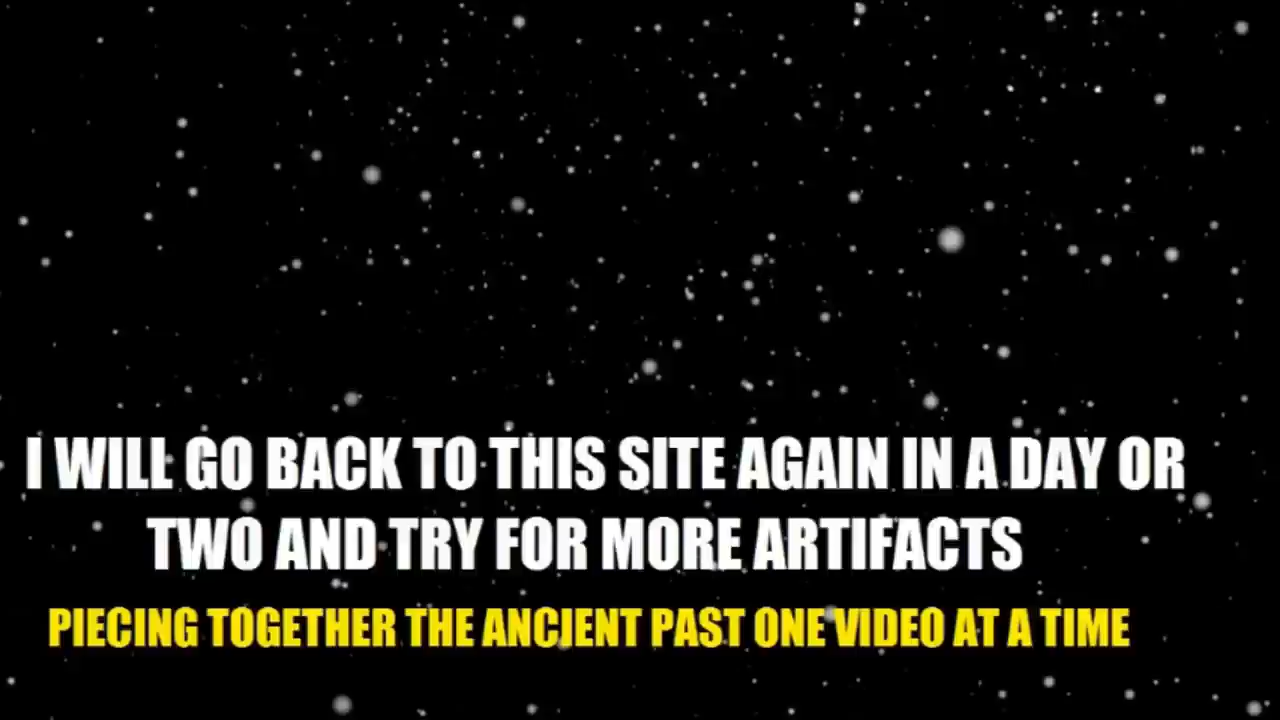 I WILL GO BACK TO THIS SITE AGAIN IN A DAY OR
TWO AND TRY FOR MORE ARTIFACTS
PIECING TOGETHER THE ANCIENT PAST ONE VIDEO AT A TIME